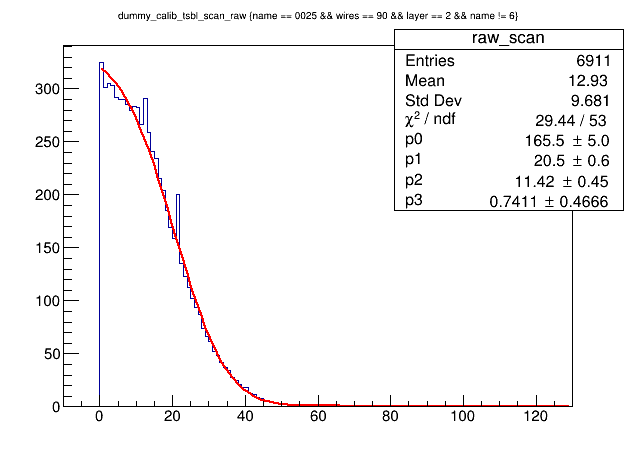 dummy_calib_tsbl_scan_raw {name == 0025 && wires == 90 && layer == 2 && name != 6}
raw_scan
Entries 6911
Mean 12.93
Std Dev 9.681
χ² / ndf 29.44 / 53
p0 165.5 ± 5.0
p1 20.5 ± 0.6
p2 11.42 ± 0.45
p3 0.7411 ± 0.4666
300
250
200
150
100
50
0
0 20 40 60 80 100 120